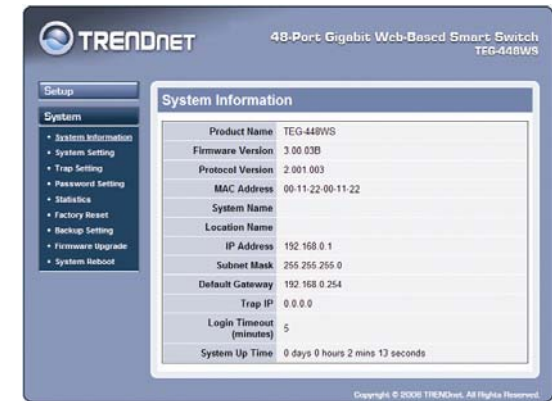 TRENDNET
48-Port Gigabit Web-Based Smart Switch
TEG-448WS
Setup
System
• System Information
• System Setting
• Trap Setting
• Password Setting
• Statistics
• Factory Reset
• Backup Setting
• Firmware Upgrade
• System Reboot
System Information
Product Name TEG-448WS
Firmware Version 3.00.03B
Protocol Version 2.001.003
MAC Address 00-11-22-00-11-22
System Name
Location Name
IP Address 192.168.0.1
Subnet Mask 255.255.255.0
Default Gateway 192.168.0.254
Trap IP 0.0.0.0
Login Timeout
(minutes) 5
System Up Time 0 days 0 hours 2 mins 13 seconds
Copyright © 2008 TRENDnet. All Rights Reserved.